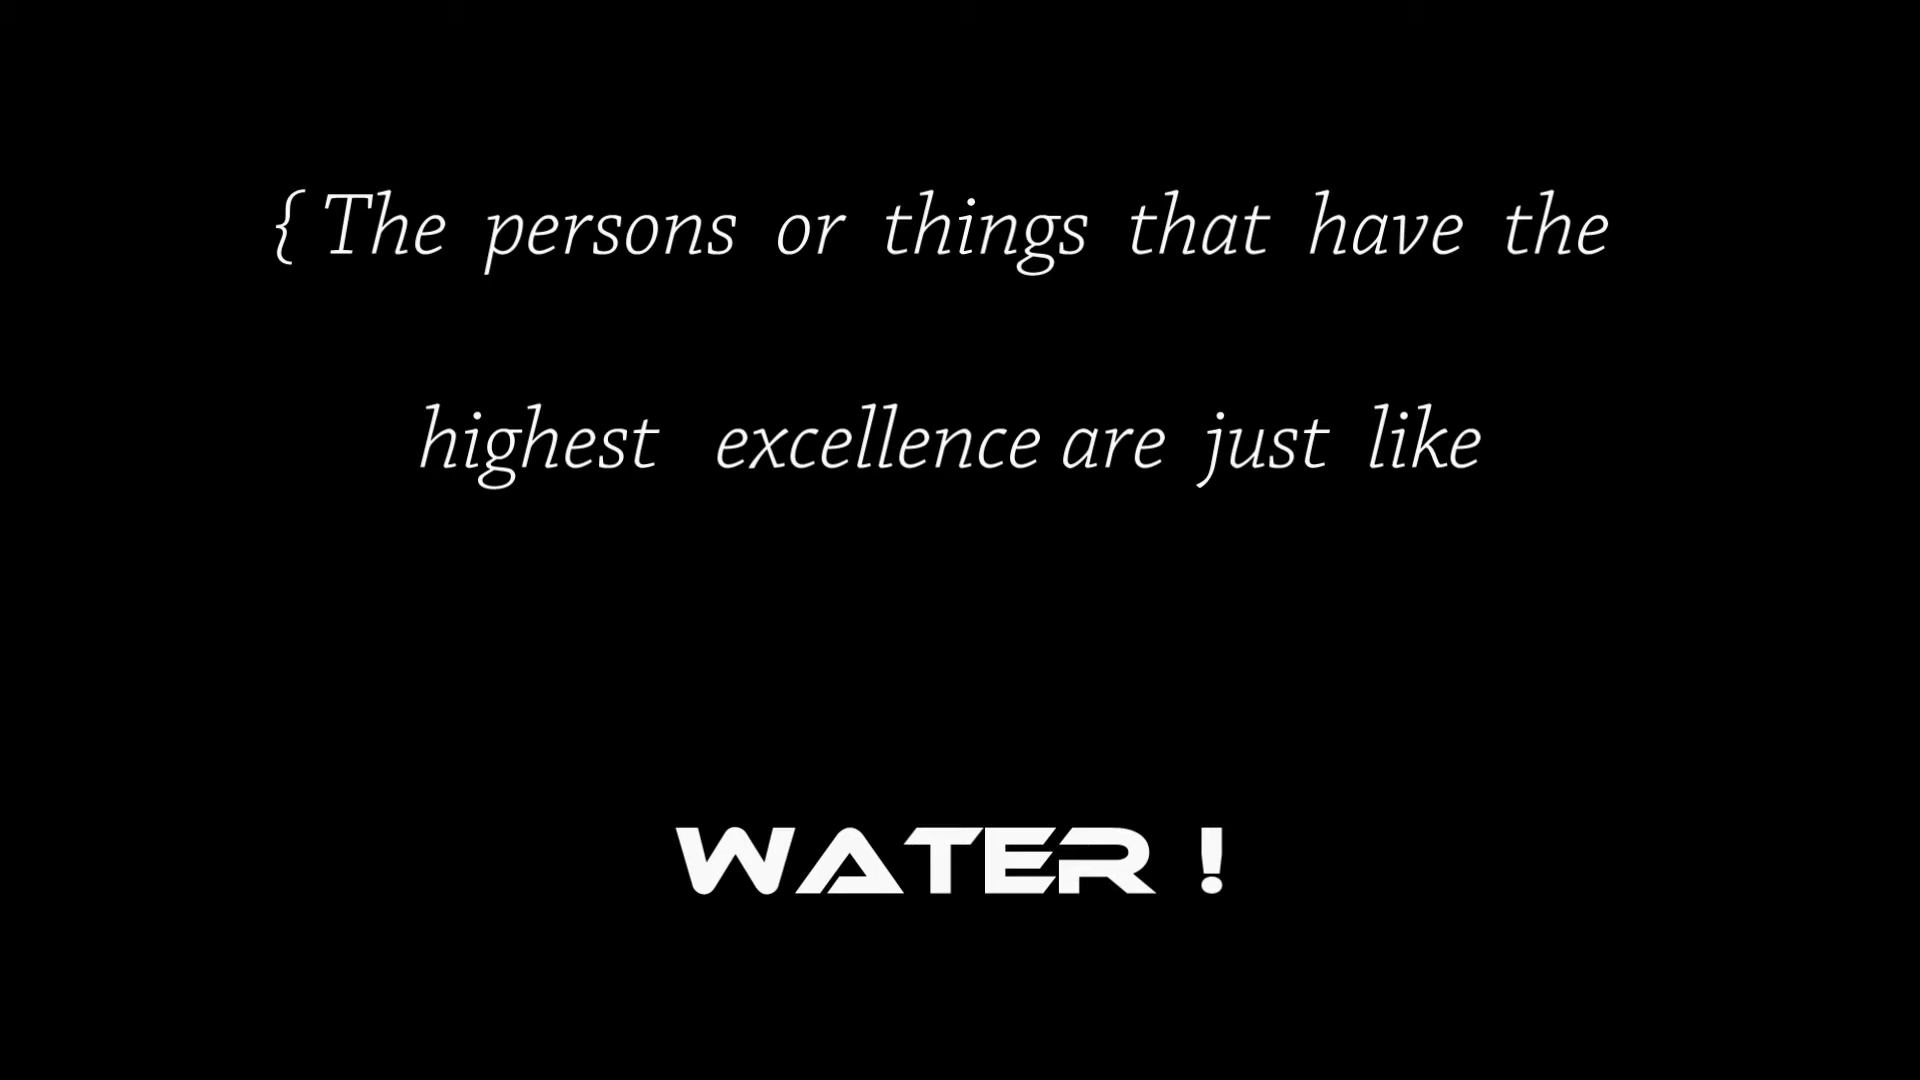 { The persons or things that have the
highest excellence are just like
WATER !